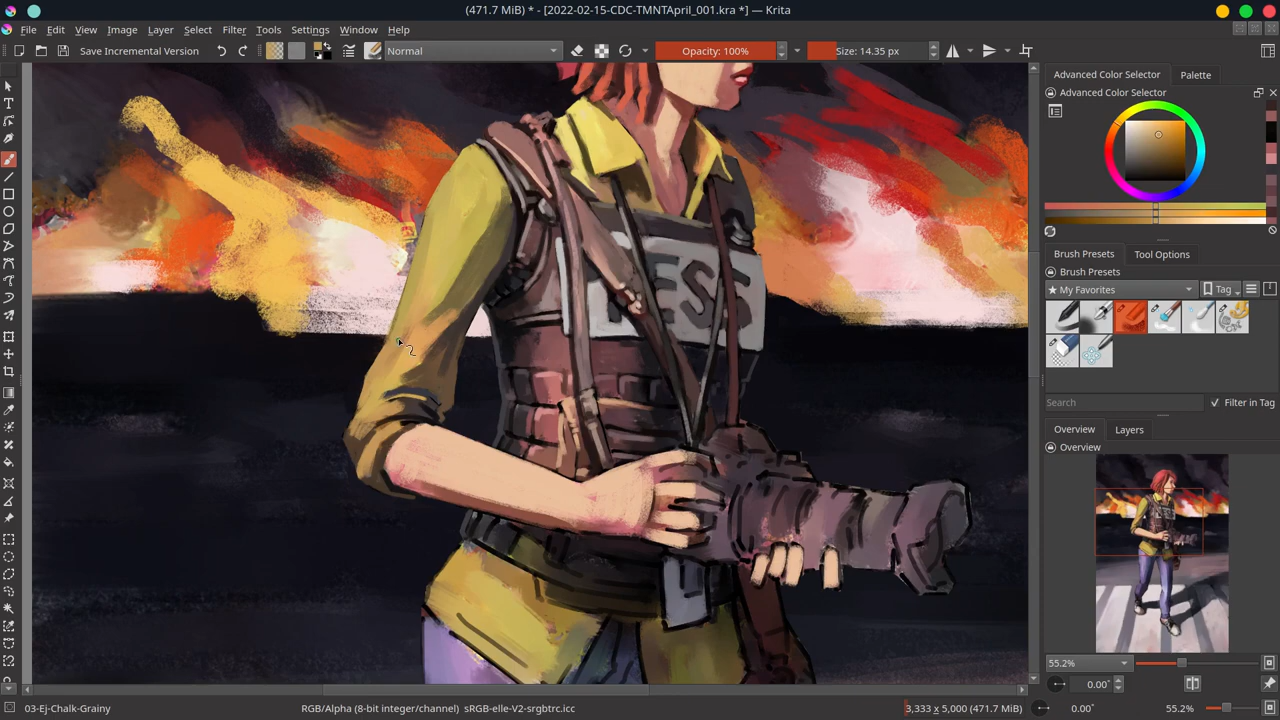 (471.7 MiB) * - [2022-02-15-CDC-TMNTApril_001.kra *] — Krita
File Edit View Image Layer Select Filter Tools Settings Window Help
Save Incremental Version Normal Opacity: 100% Size: 14.35 px
Advanced Color Selector Palette
Advanced Color Selector
Brush Presets Tool Options
Brush Presets
★ My Favorites Tag
Search Filter in Tag
Overview Layers
Overview
PRESS
55.2%
0.00°
03-Ej-Chalk-Grainy RGB/Alpha (8-bit integer/channel) sRGB-elle-V2-srgbtrc.icc 3,333 x 5,000 (471.7 MiB) 0.00° 55.2%